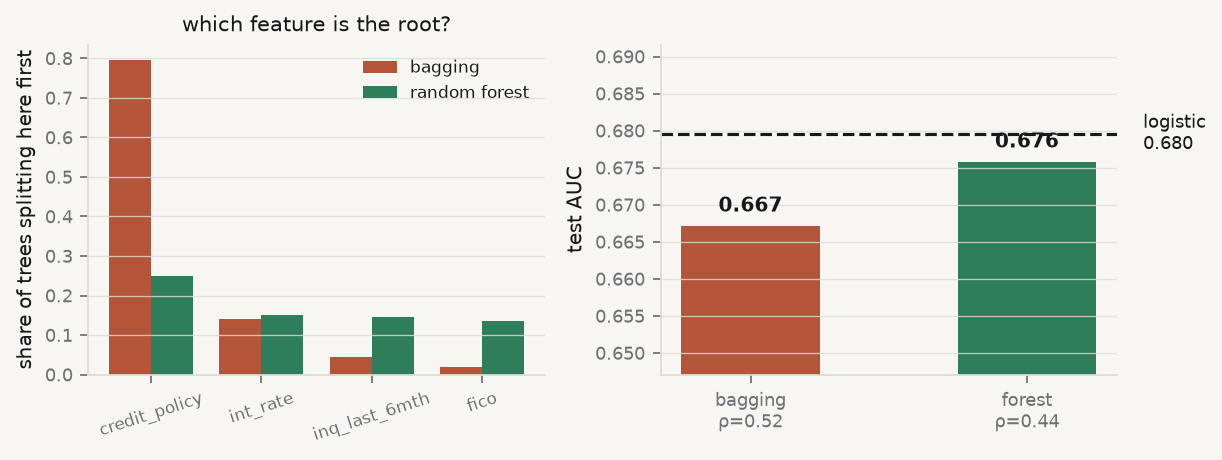 which feature is the root?
share of trees splitting here first
0.8
0.7
0.6
0.5
0.4
0.3
0.2
0.1
0.0
bagging
random forest
credit_policy
int_rate
inq_last_6mth
fico
test AUC
0.690
0.685
0.680
0.675
0.670
0.665
0.660
0.655
0.650
0.667
0.676
logistic
0.680
bagging
ρ=0.52
forest
ρ=0.44